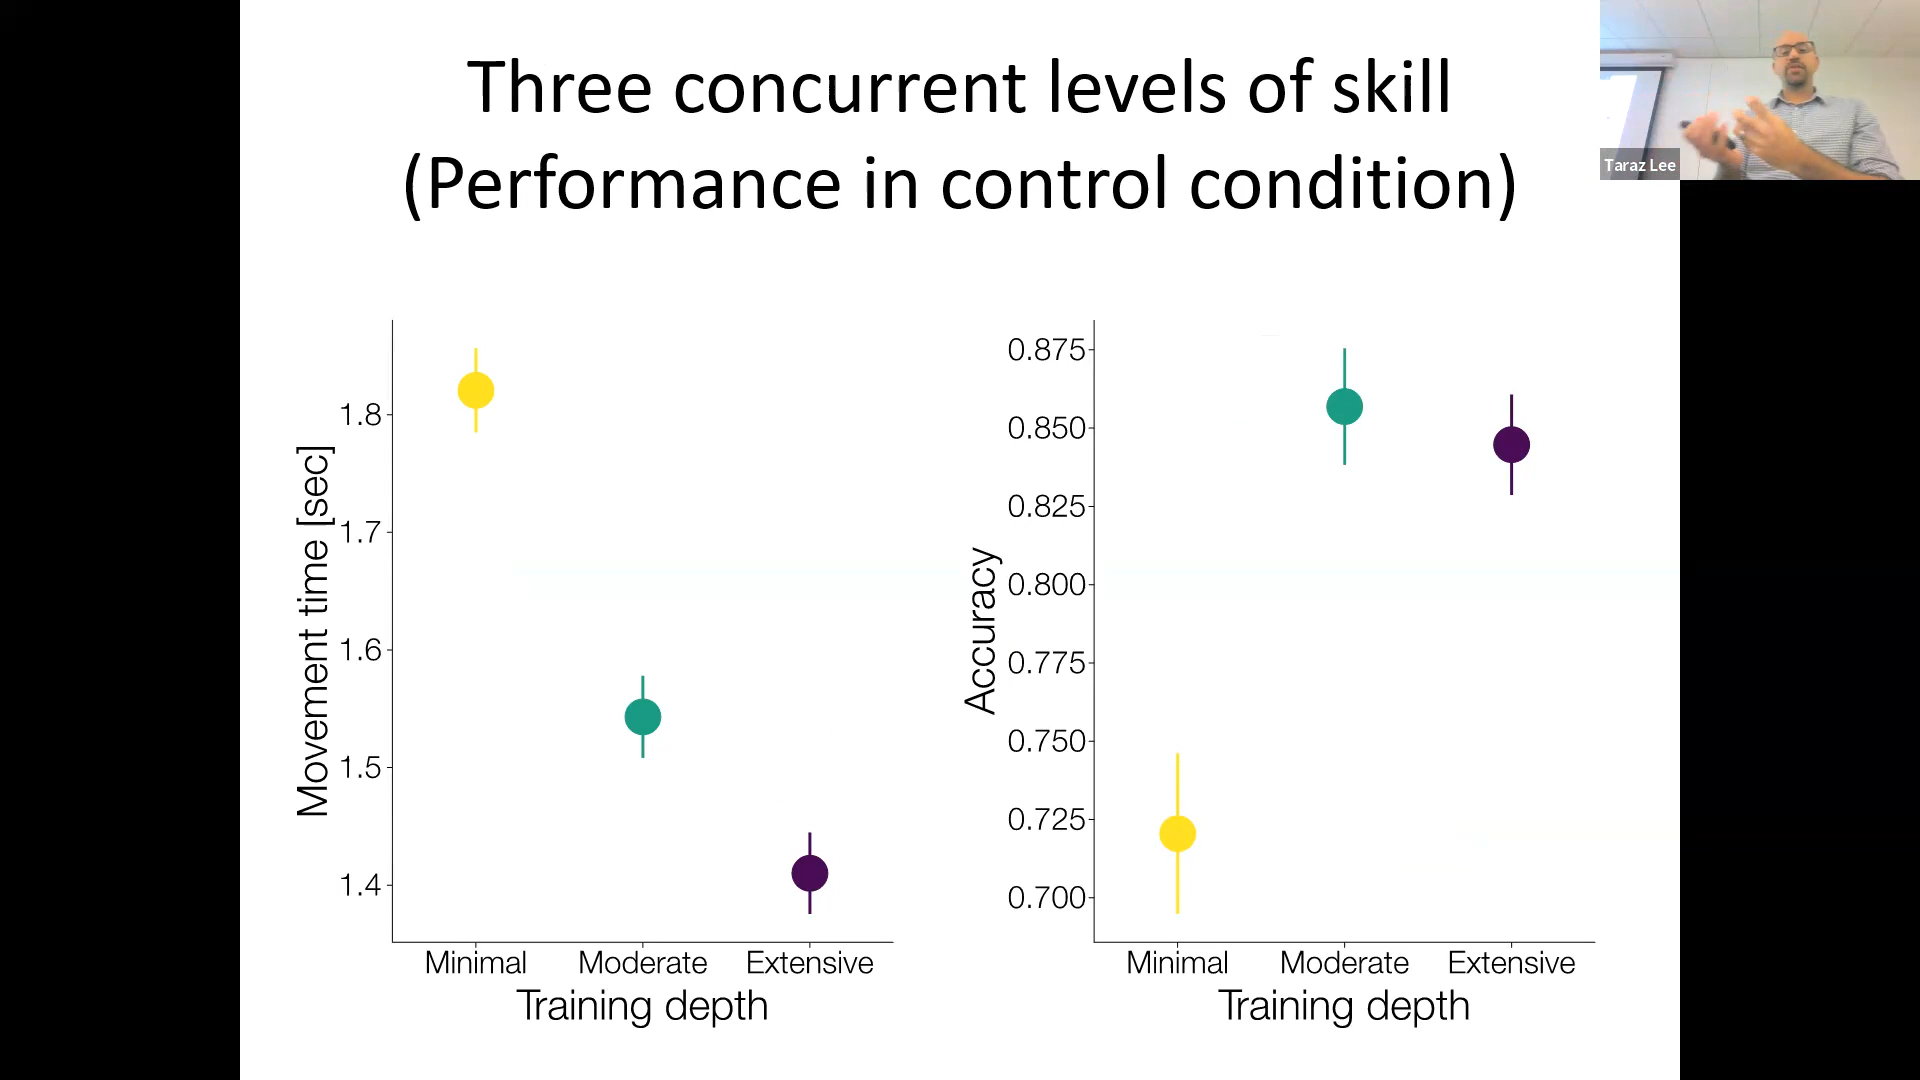 Three concurrent levels of skill
(Performance in control condition)
Taraz Lee
Movement time [sec]
1.8
1.7
1.6
1.5
1.4
Minimal
Moderate
Extensive
Training depth
Accuracy
0.875
0.850
0.825
0.800
0.775
0.750
0.725
0.700
Minimal
Moderate
Extensive
Training depth